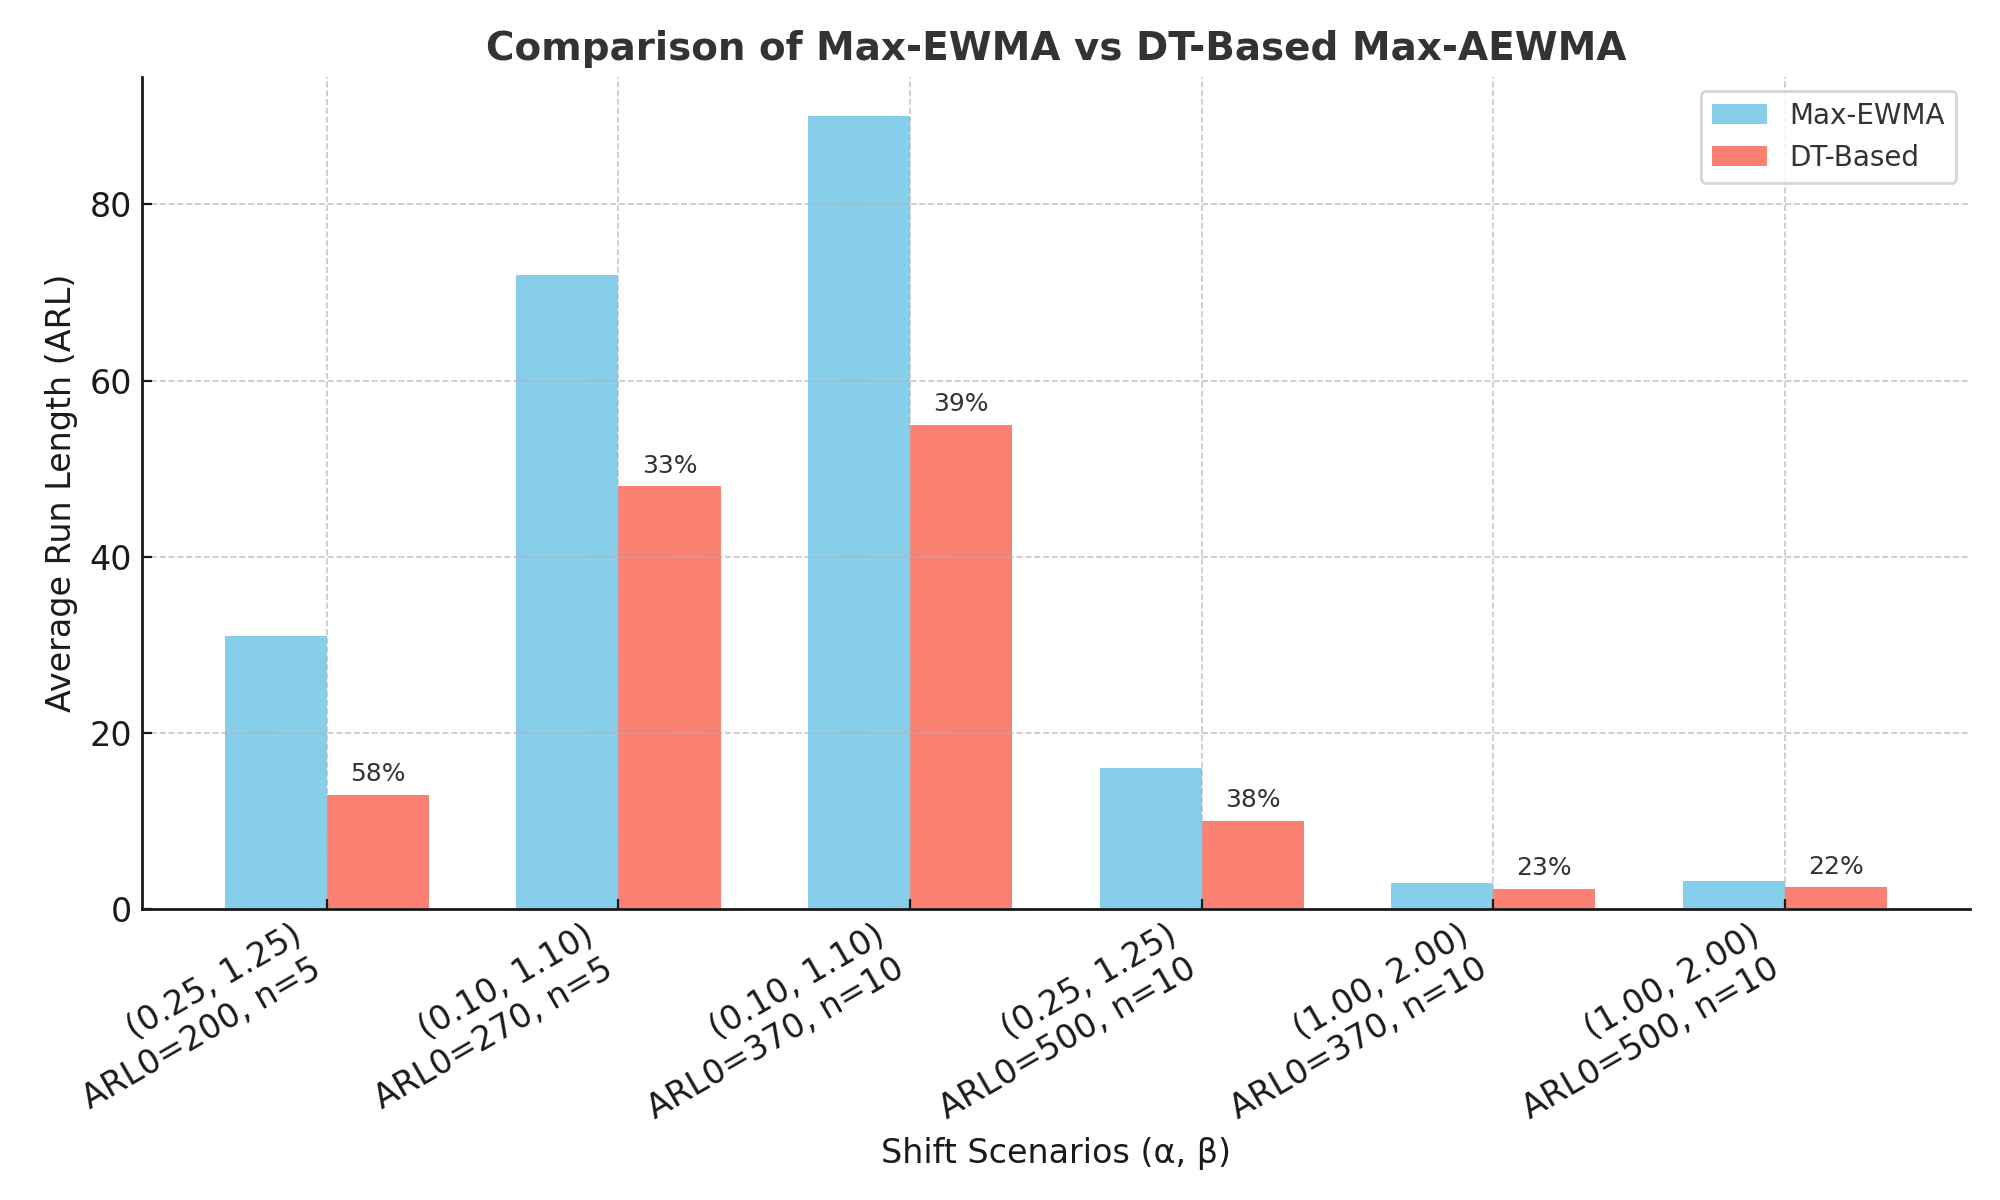 Comparison of Max-EWMA vs DT-Based Max-AEWMA
Max-EWMA
DT-Based
Average Run Length (ARL)
80
60
40
20
0
58%
33%
39%
38%
23%
22%
(0.25, 1.25)
ARL0=200, n=5
(0.10, 1.10)
ARL0=270, n=5
(0.10, 1.10)
ARL0=370, n=10
(0.25, 1.25)
ARL0=500, n=10
(1.00, 2.00)
ARL0=370, n=10
(1.00, 2.00)
ARL0=500, n=10
Shift Scenarios (α, β)